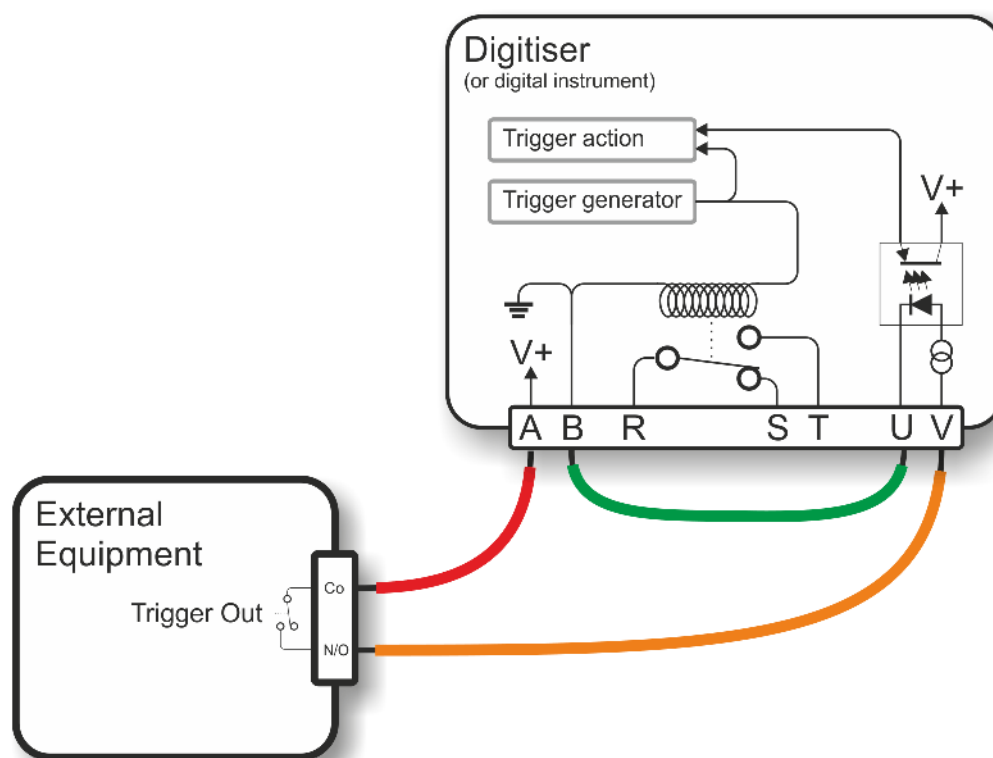 Digitiser
(or digital instrument)
Trigger action
Trigger generator
V+
V+
A B R S T U V
External
Equipment
Co
Trigger Out
N/O